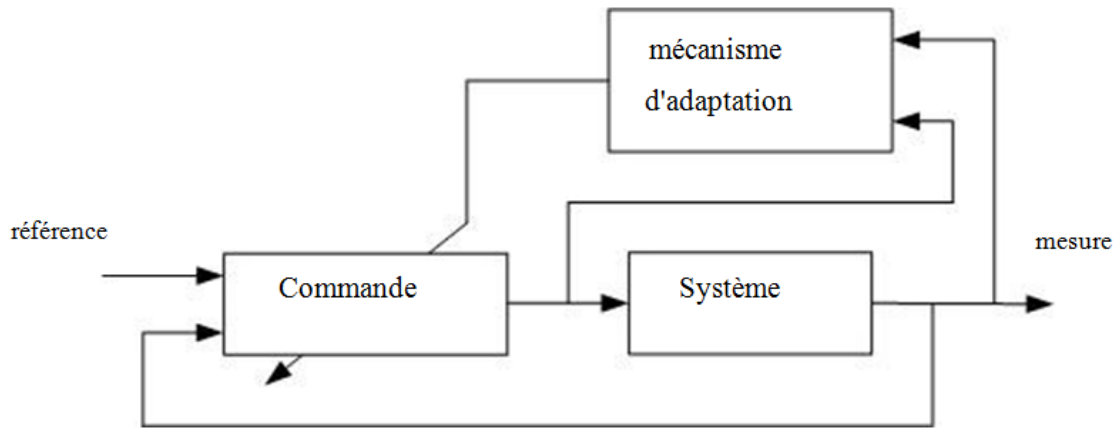 mécanisme
d'adaptation
référence
mesure
Commande
Système